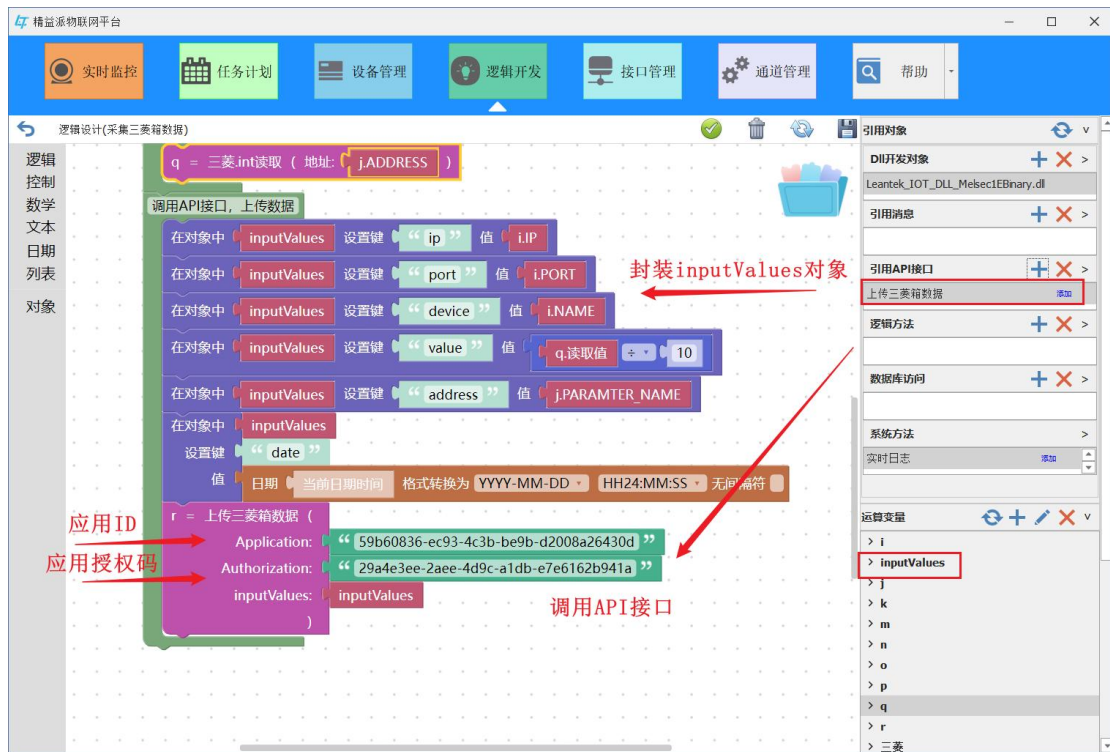 精益派物联网平台
实时监控 任务计划 设备管理 逻辑开发 接口管理 通道管理 帮助
逻辑设计(采集三菱箱数据)
逻辑
控制
数学
文本
日期
列表
对象
q = 三菱.int读取 ( 地址: j.ADDRESS )
调用API接口，上传数据
在对象中 inputValues 设置键 “ ip ” 值 i.IP
在对象中 inputValues 设置键 “ port ” 值 i.PORT
在对象中 inputValues 设置键 “ device ” 值 i.NAME
在对象中 inputValues 设置键 “ value ” 值 q.读取值 ÷ 10
在对象中 inputValues 设置键 “ address ” 值 j.PARAMTER_NAME
在对象中 inputValues
设置键 “ date ”
值 日期 当前日期时间 格式转换为 YYYY-MM-DD HH24:MM:SS 无间隔符
r = 上传三菱箱数据 (
Application: “ 59b60836-ec93-4c3b-be9b-d2008a26430d ”
Authorization: “ 29a4e3ee-2aee-4d9c-a1db-e7e6162b941a ”
inputValues: inputValues
)
封装inputValues对象
应用ID
应用授权码
调用API接口
引用对象
Dll开发对象
Leantek_IOT_DLL_Melsec1EBinary.dll
引用消息
引用API接口
上传三菱箱数据 添加
逻辑方法
数据库访问
系统方法
实时日志 添加
运算变量
> i
> inputValues
> j
> k
> m
> n
> o
> p
> q
> r
> 三菱